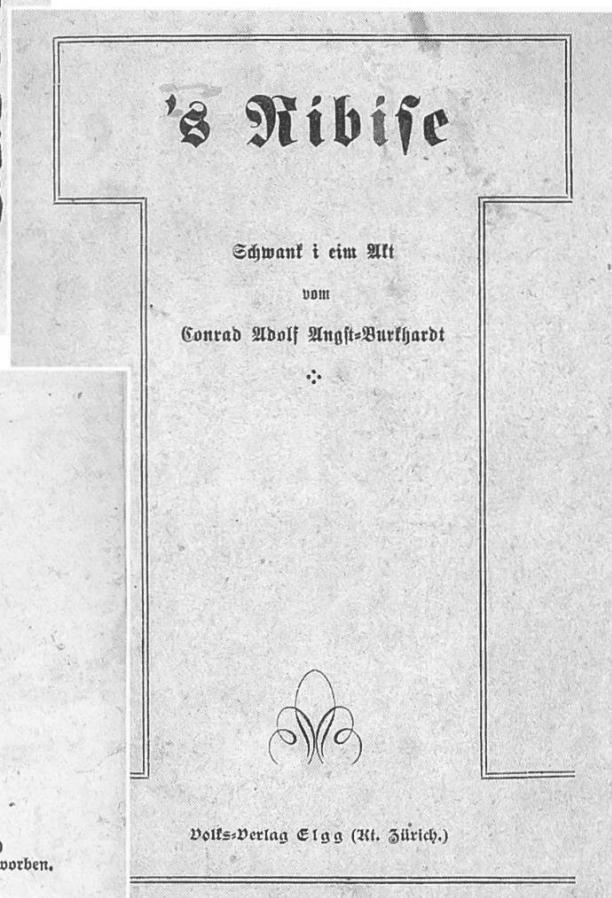 's Ribise
Schwank i eim Akt
vom
Conrad Adolf Angst-Burkhardt
Volks-Verlag Elgg (Kt. Zürich.)
)
worben.